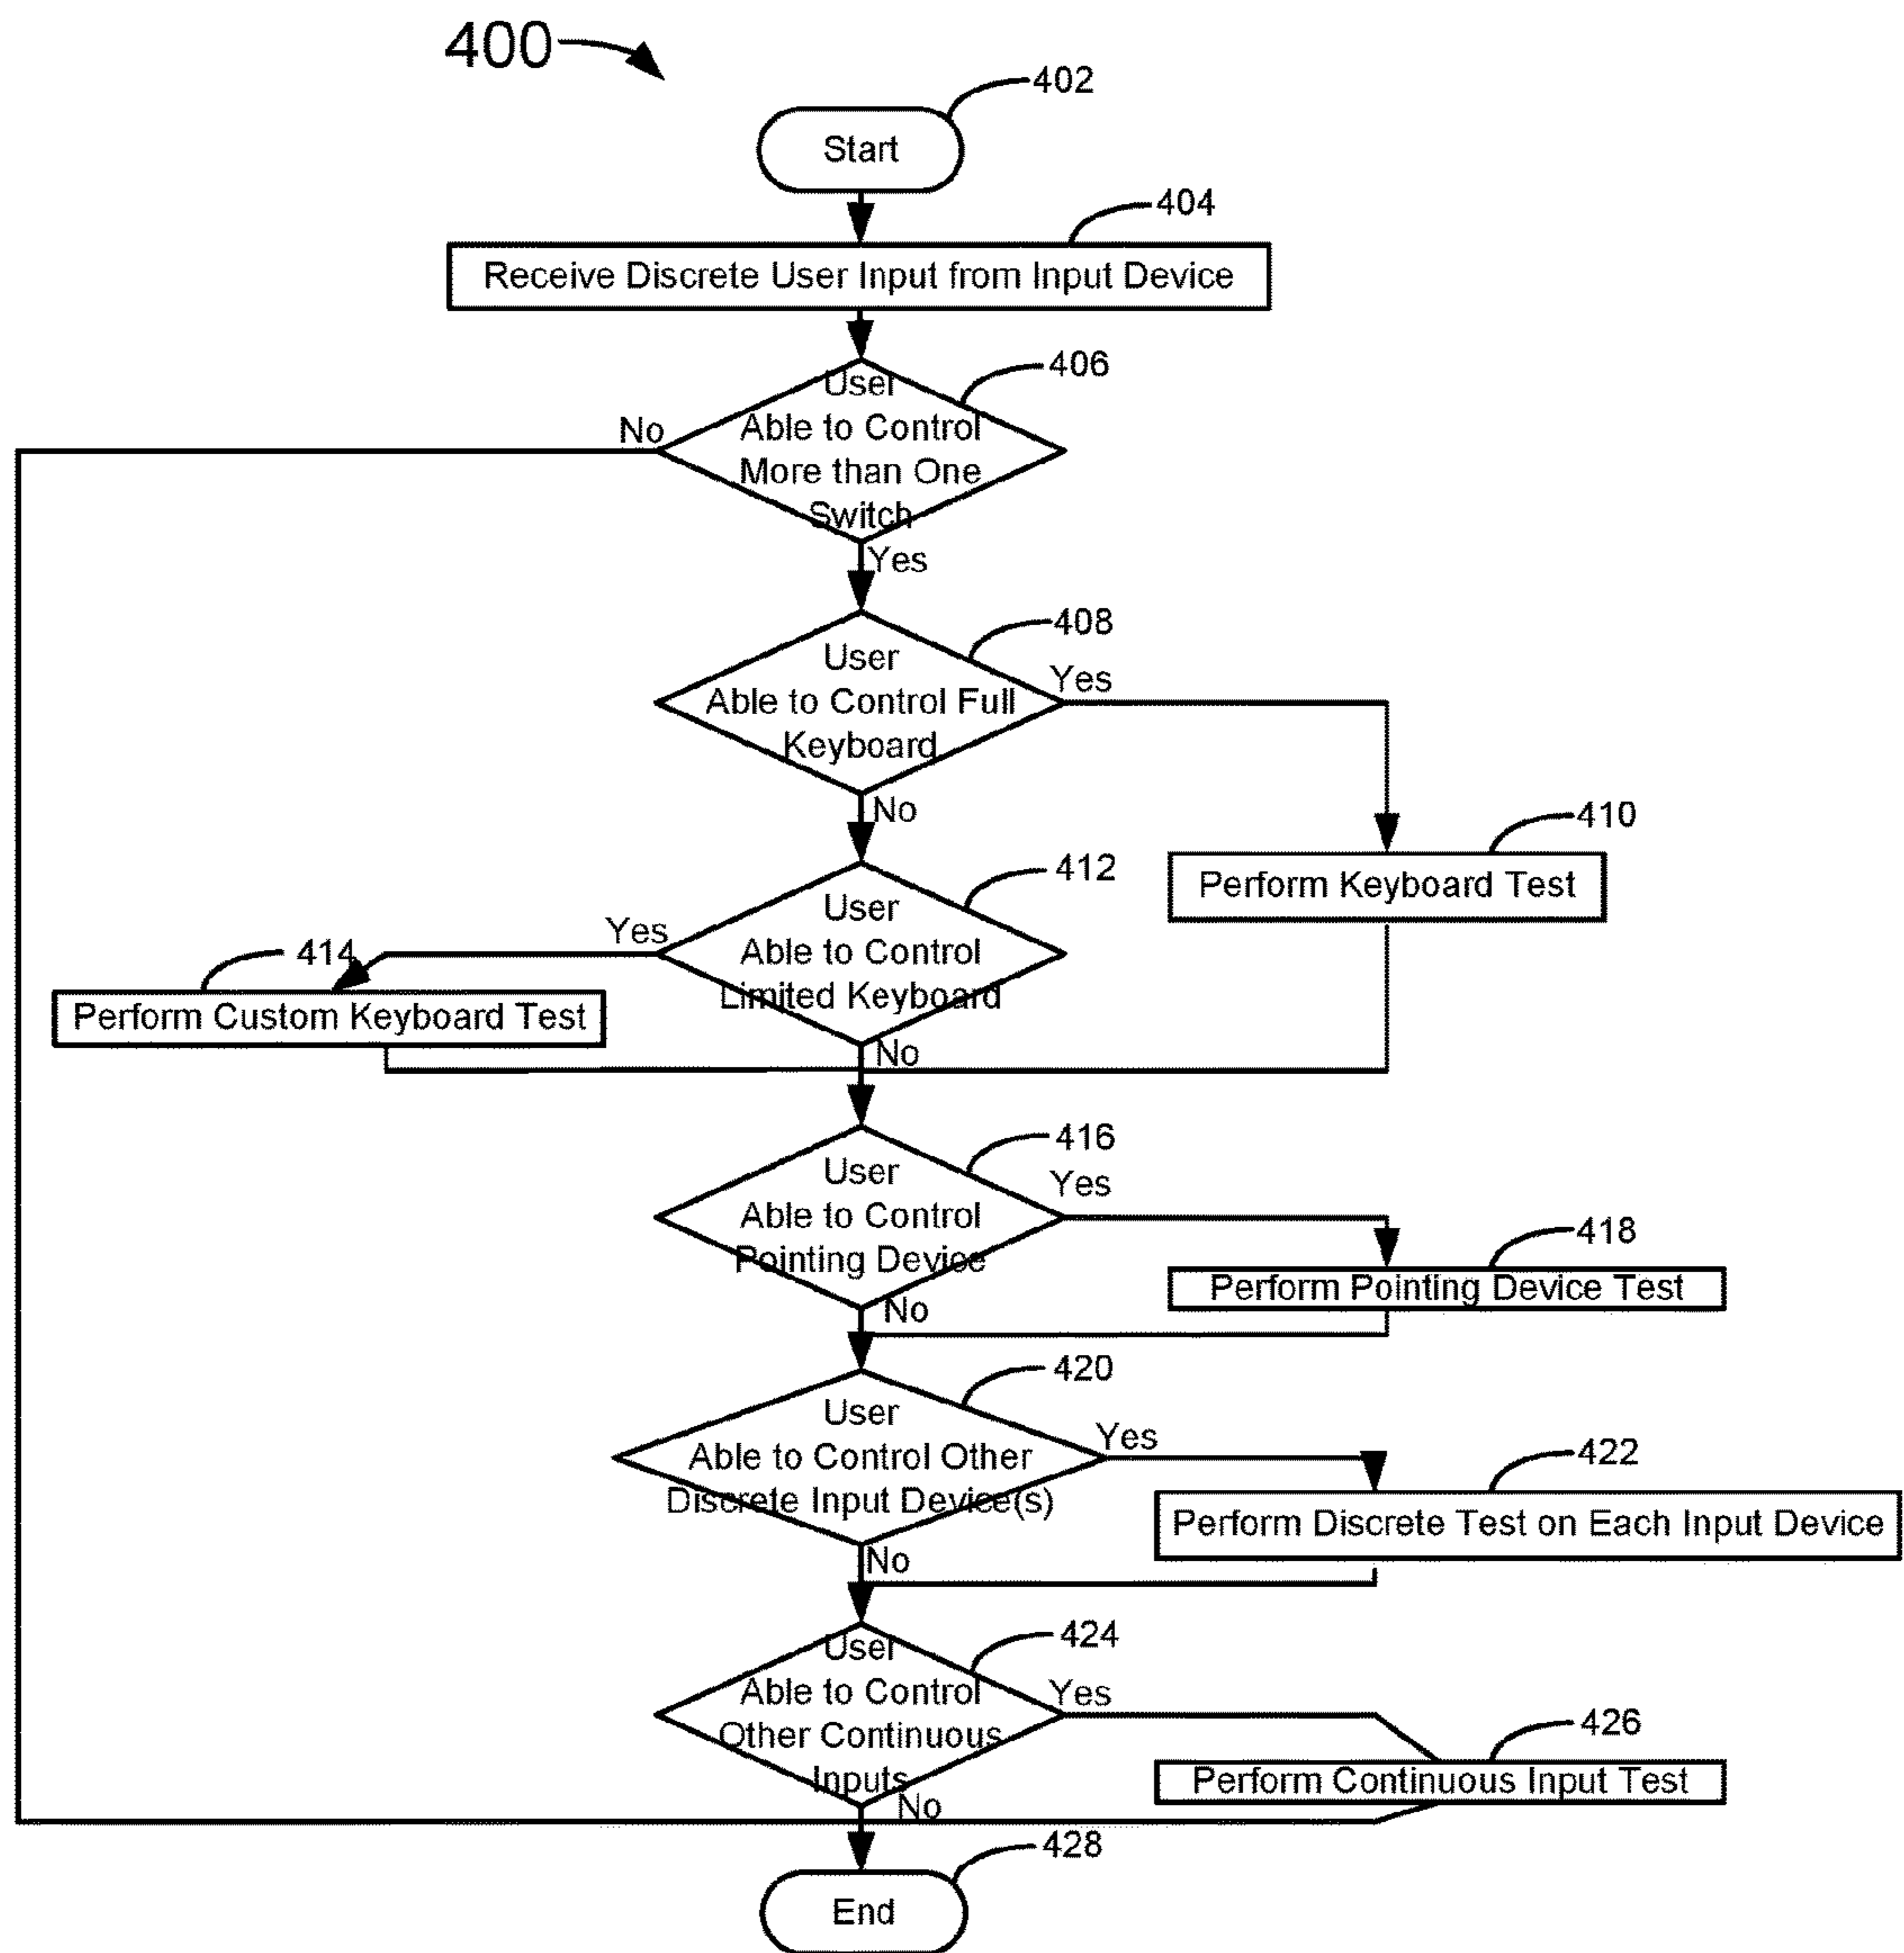 400
402
Start
404
Receive Discrete User Input from Input Device
406
User
Able to Control
More than One
Switch
No
Yes
408
User
Able to Control Full
Keyboard
Yes
No
410
Perform Keyboard Test
412
User
Able to Control
Limited Keyboard
Yes
No
414
Perform Custom Keyboard Test
416
User
Able to Control
Pointing Device
Yes
No
418
Perform Pointing Device Test
420
User
Able to Control Other
Discrete Input Device(s)
Yes
No
422
Perform Discrete Test on Each Input Device
424
User
Able to Control
Other Continuous
Inputs
Yes
No
426
Perform Continuous Input Test
428
End